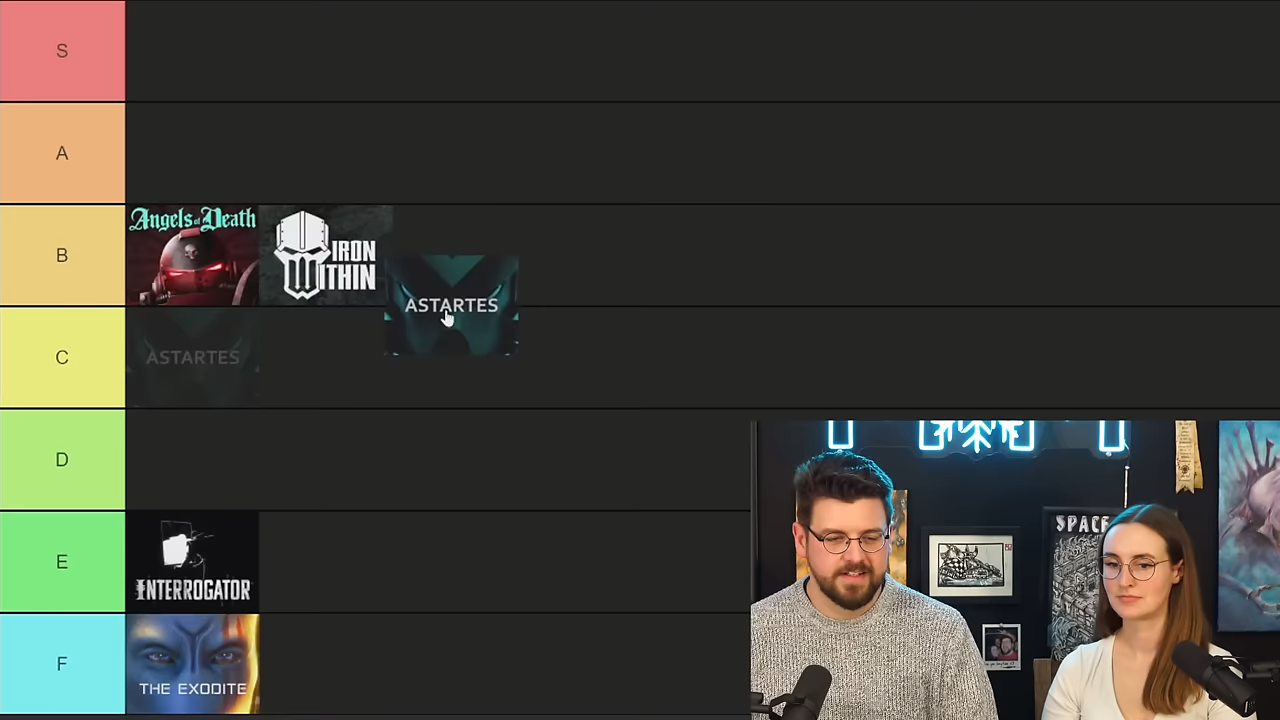 S
A
B
Angels of Death
IRON
WITHIN
ASTARTES
C
ASTARTES
D
E
INTERROGATOR
F
THE EXODITE
SPACE